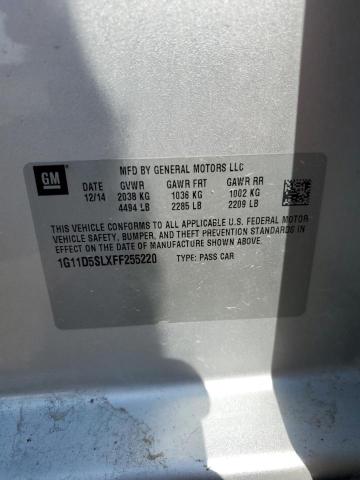 GM
MFD BY GENERAL MOTORS LLC
DATE GVWR GAWR FRT GAWR RR
12/14 2038 KG 1036 KG 1002 KG
4494 LB 2285 LB 2209 LB
THIS VEHICLE CONFORMS TO ALL APPLICABLE U.S. FEDERAL MOTOR
VEHICLE SAFETY, BUMPER, AND THEFT PREVENTION STANDARDS
IN EFFECT ON THE DATE OF MANUFACTURE SHOWN ABOVE.
1G11D5SLXFF255220 TYPE: PASS CAR